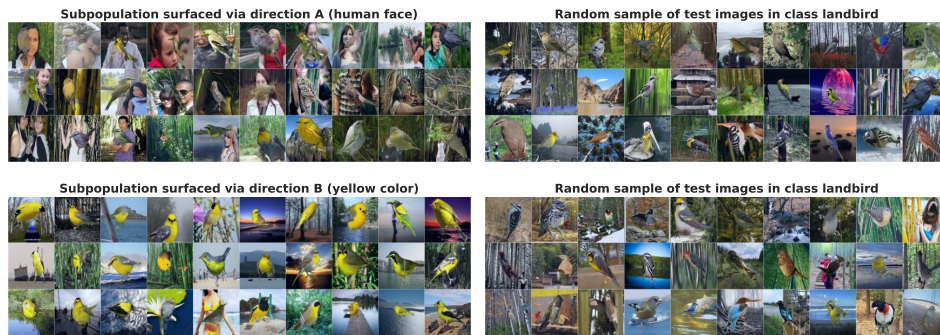 Subpopulation surfaced via direction A (human face)
Random sample of test images in class landbird
Subpopulation surfaced via direction B (yellow color)
Random sample of test images in class landbird